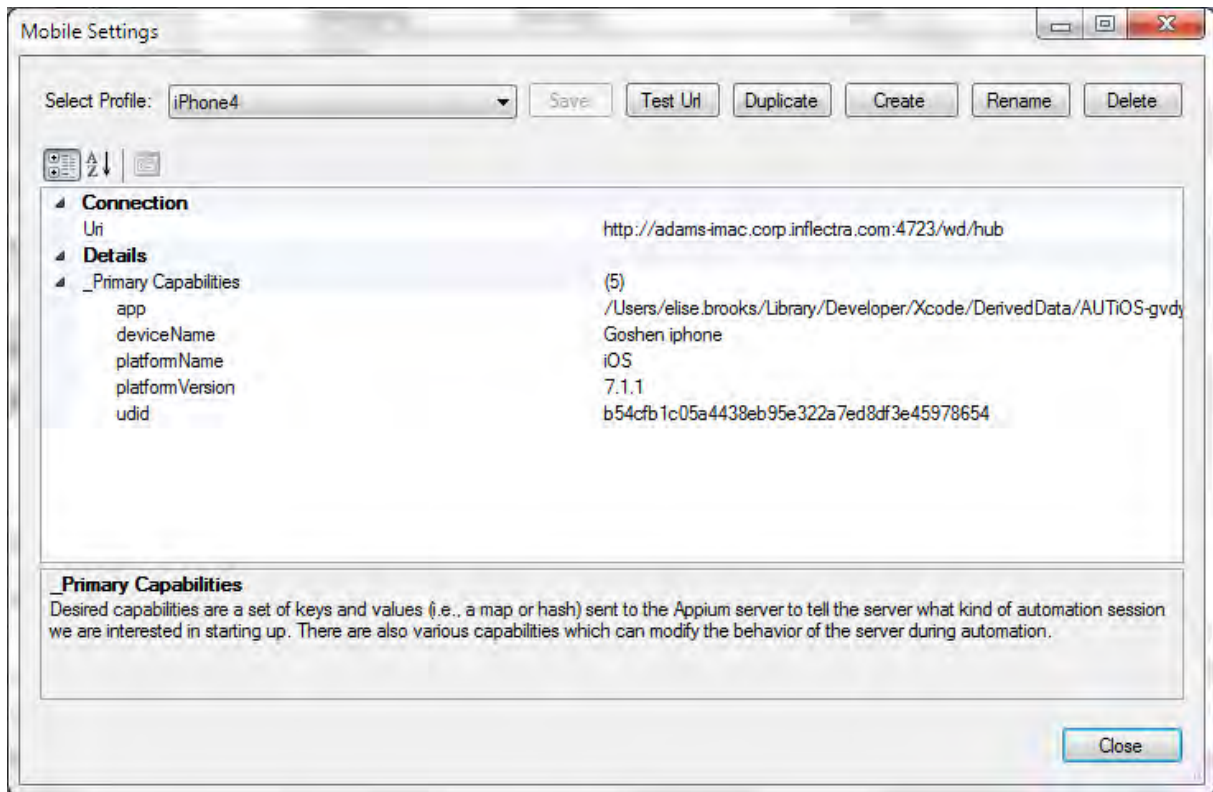 Mobile Settings
Select Profile: iPhone4 Save Test Url Duplicate Create Rename Delete
Connection
Uri http://adams-imac.corp.inflectra.com:4723/wd/hub
Details
_Primary Capabilities (5)
app /Users/elise.brooks/Library/Developer/Xcode/DerivedData/AUTiOS-gvdy
deviceName Goshen iphone
platformName iOS
platformVersion 7.1.1
udid b54cfb1c05a4438eb95e322a7ed8df3e45978654
_Primary Capabilities
Desired capabilities are a set of keys and values (i.e., a map or hash) sent to the Appium server to tell the server what kind of automation session
we are interested in starting up. There are also various capabilities which can modify the behavior of the server during automation.
Close